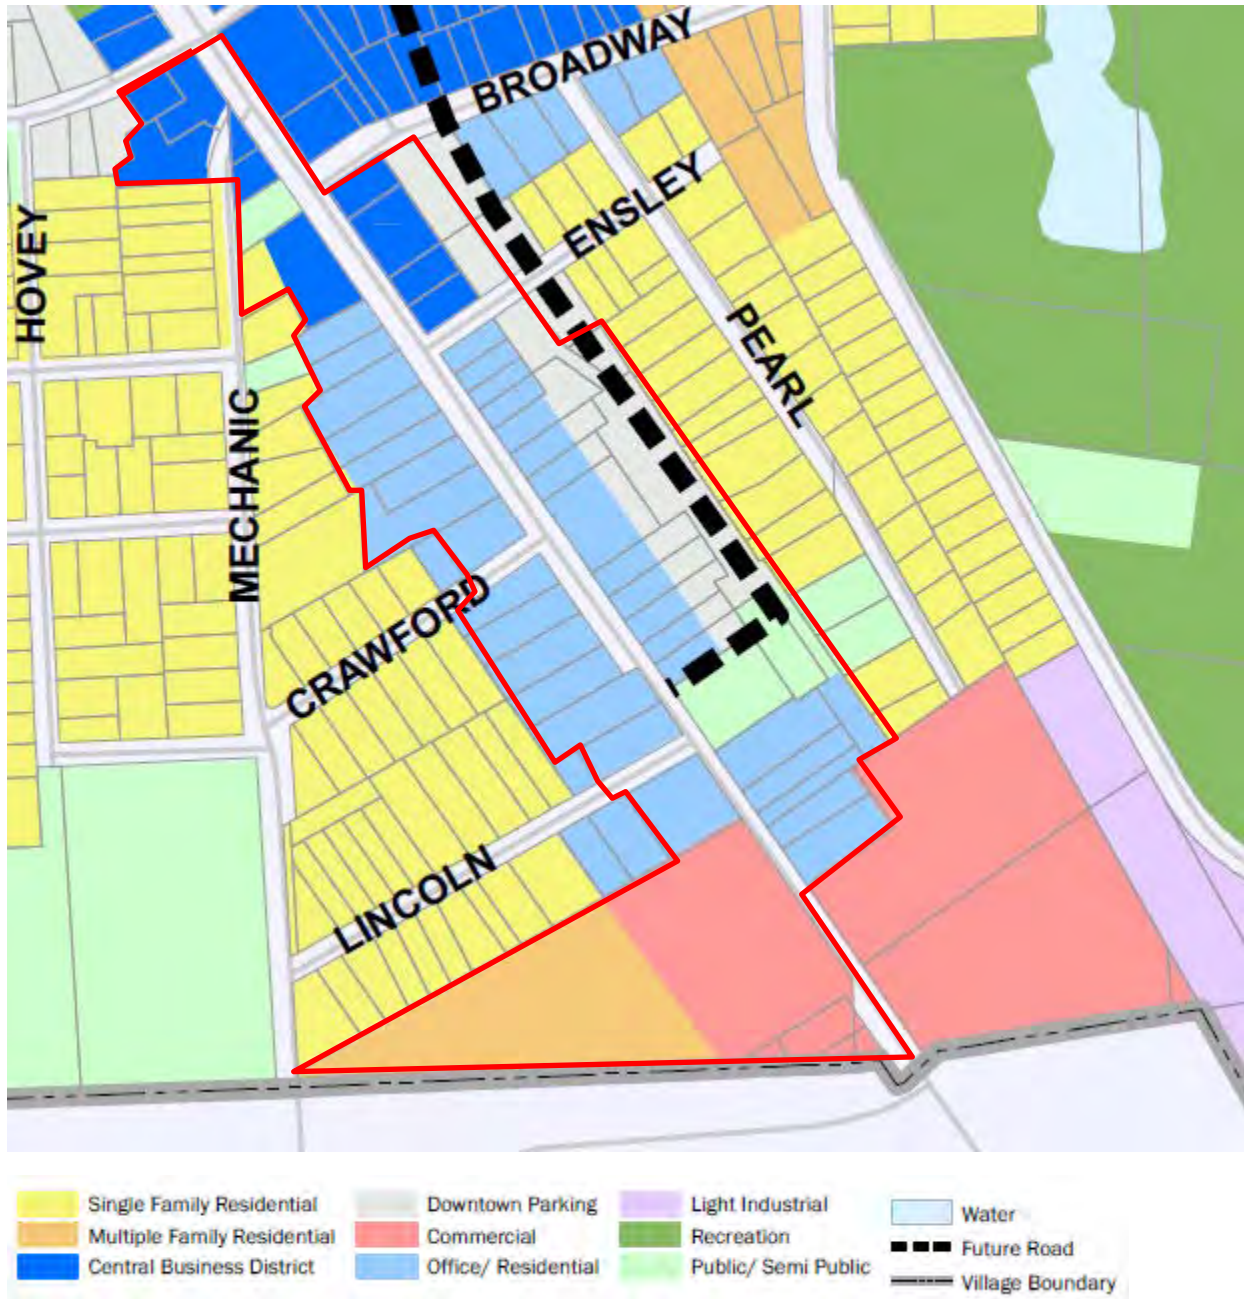 BROADWAY
ENSLEY
HOVEY
PEARL
MECHANIC
CRAWFORD
LINCOLN
Single Family Residential
Multiple Family Residential
Central Business District
Downtown Parking
Commercial
Office/ Residential
Light Industrial
Recreation
Public/ Semi Public
Water
Future Road
Village Boundary